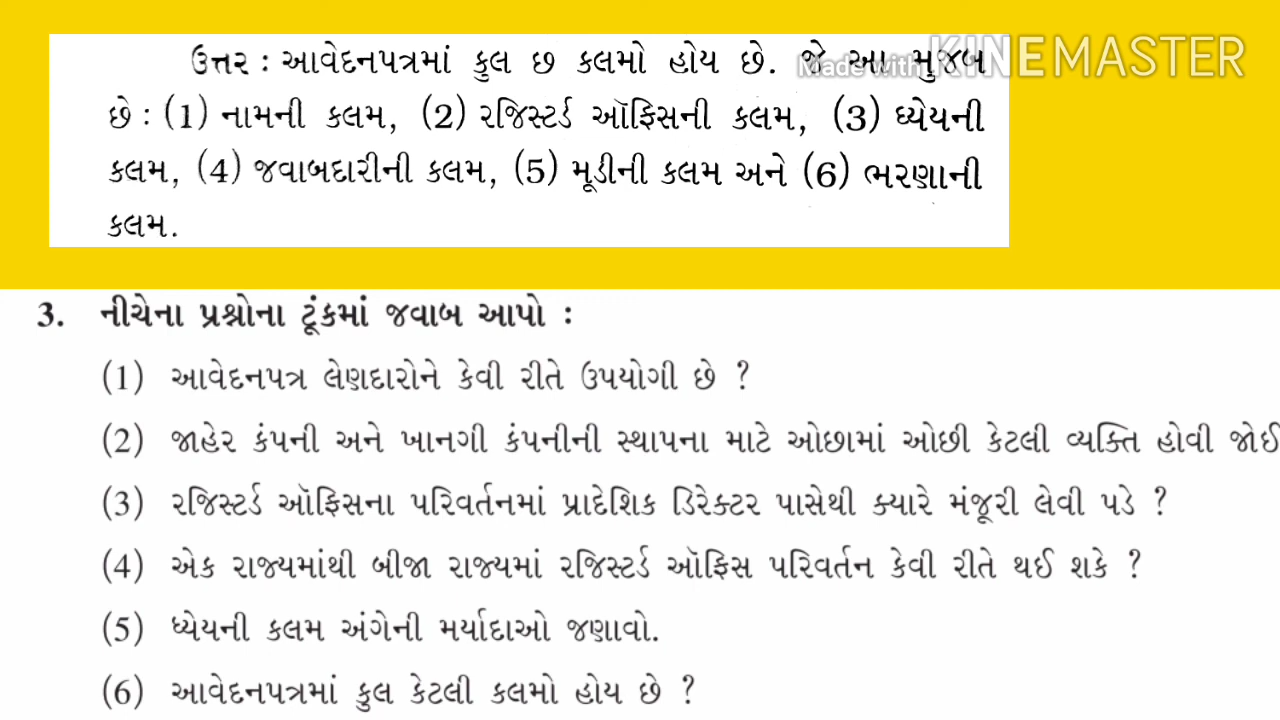 ઉત્તર : આવેદનપત્રમાં કુલ છ કલમો હોય છે. જે આ મુજબ
Made with KINEMASTER
છે : (1) નામની કલમ, (2) રજિસ્ટર્ડ ઑફિસની કલમ, (3) ધ્યેયની
કલમ, (4) જવાબદારીની કલમ, (5) મૂડીની કલમ અને (6) ભરણાની
કલમ.
3. નીચેના પ્રશ્નોના ટૂંકમાં જવાબ આપો :
(1) આવેદનપત્ર લેણદારોને કેવી રીતે ઉપયોગી છે ?
(2) જાહેર કંપની અને ખાનગી કંપનીની સ્થાપના માટે ઓછામાં ઓછી કેટલી વ્યક્તિ હોવી જોઈ
(3) રજિસ્ટર્ડ ઑફિસના પરિવર્તનમાં પ્રાદેશિક ડિરેક્ટર પાસેથી ક્યારે મંજૂરી લેવી પડે ?
(4) એક રાજ્યમાંથી બીજા રાજ્યમાં રજિસ્ટર્ડ ઑફિસ પરિવર્તન કેવી રીતે થઈ શકે ?
(5) ધ્યેયની કલમ અંગેની મર્યાદાઓ જણાવો.
(6) આવેદનપત્રમાં કુલ કેટલી કલમો હોય છે ?